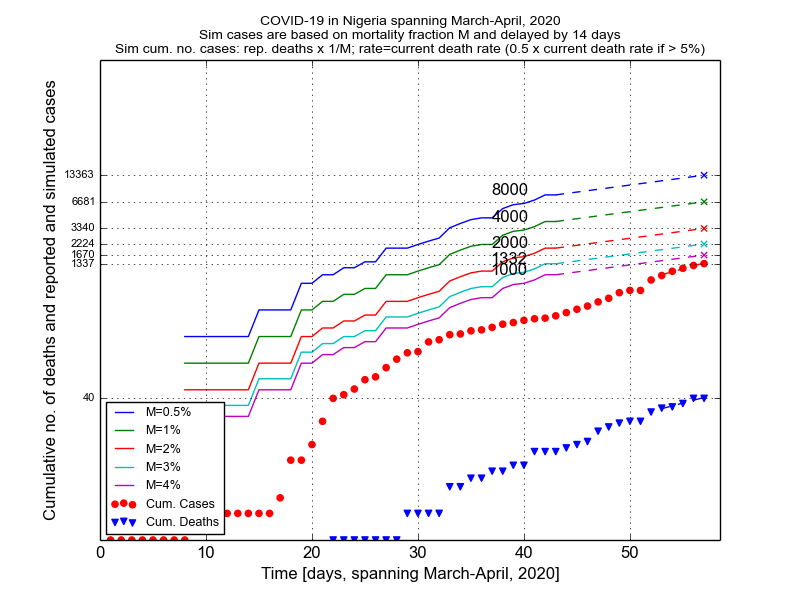 COVID-19 in Nigeria spanning March-April, 2020
Sim cases are based on mortality fraction M and delayed by 14 days
Sim cum. no. cases: rep. deaths x 1/M; rate=current death rate (0.5 x current death rate if > 5%)
Cumulative no. of deaths and reported and simulated cases
13363
6681
3340
2224
1670
1337
40
8000
4000
2000
1332
1000
M=0.5%
M=1%
M=2%
M=3%
M=4%
Cum. Cases
Cum. Deaths
0 10 20 30 40 50
Time [days, spanning March-April, 2020]